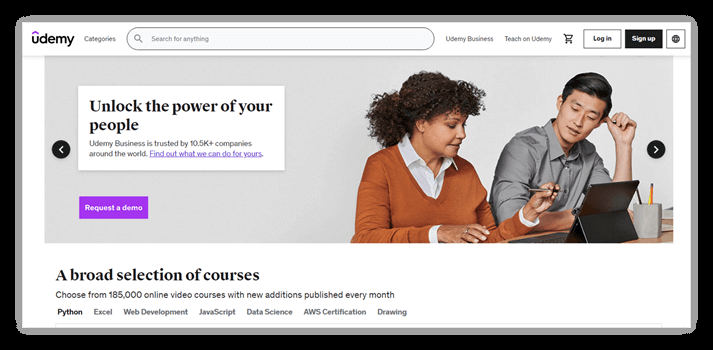 udemy Categories Search for anything Udemy Business Teach on Udemy Log in Sign up
Unlock the power of your
people
Udemy Business is trusted by 10.5K+ companies
around the world. Find out what we can do for yours.
Request a demo
A broad selection of courses
Choose from 185,000 online video courses with new additions published every month
Python Excel Web Development JavaScript Data Science AWS Certification Drawing